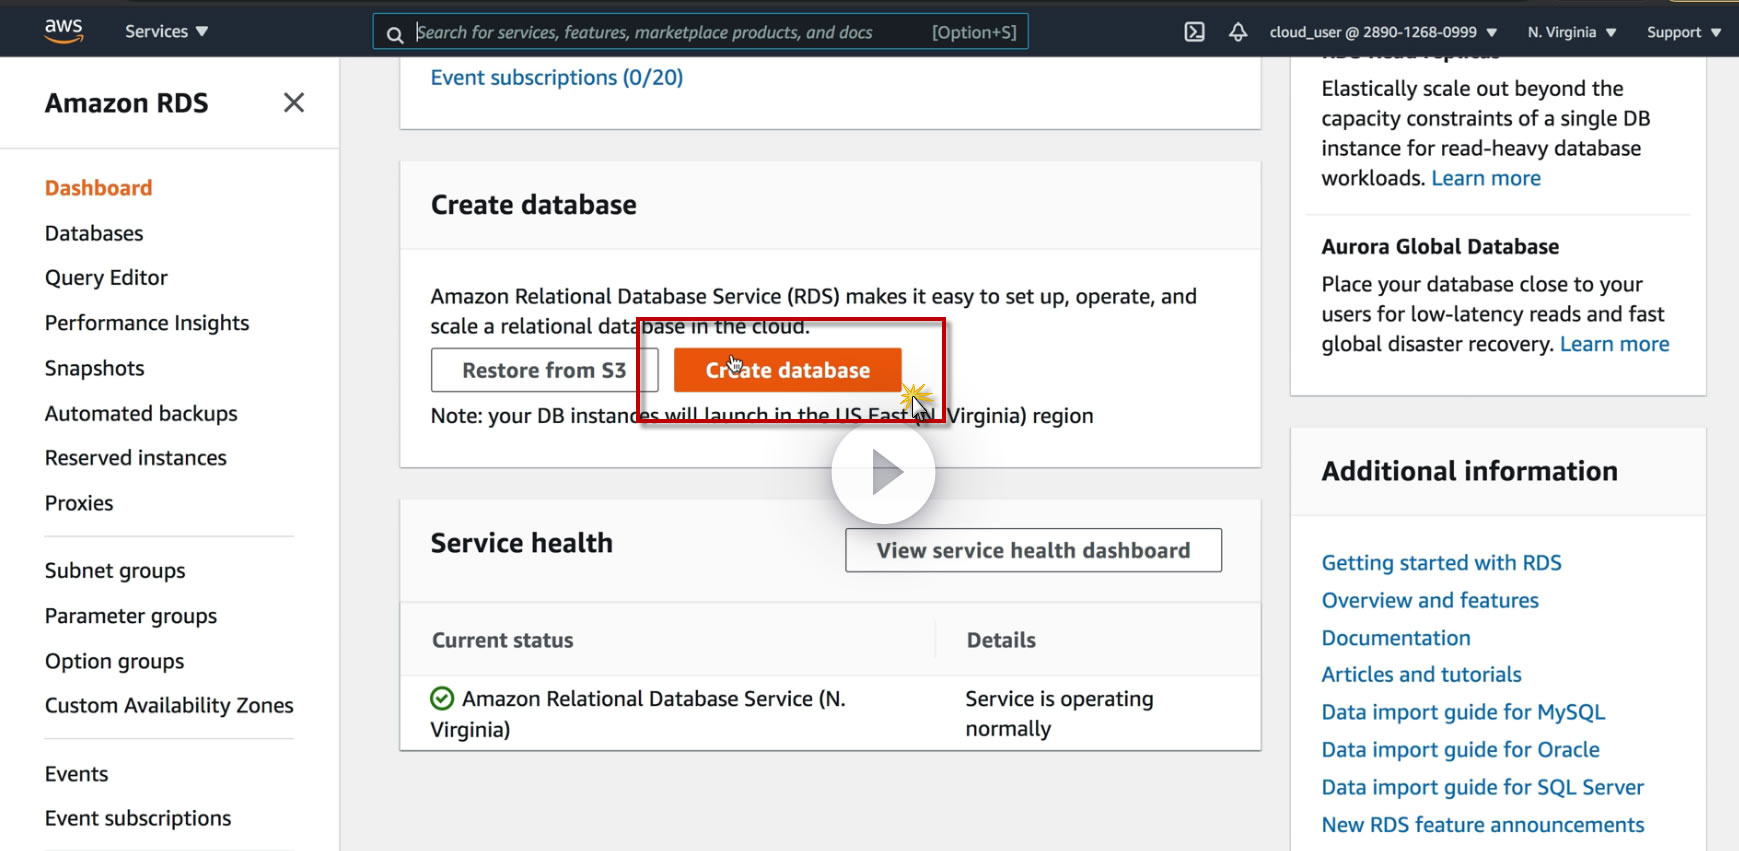 aws
Services
Search for services, features, marketplace products, and docs
[Option+S]
cloud_user @ 2890-1268-0999
N. Virginia
Support
Amazon RDS
Dashboard
Databases
Query Editor
Performance Insights
Snapshots
Automated backups
Reserved instances
Proxies
Subnet groups
Parameter groups
Option groups
Custom Availability Zones
Events
Event subscriptions
Event subscriptions (0/20)
Create database
Amazon Relational Database Service (RDS) makes it easy to set up, operate, and
scale a relational database in the cloud.
Restore from S3
Create database
Note: your DB instances will launch in the US East (N. Virginia) region
Service health
View service health dashboard
Current status
Details
Amazon Relational Database Service (N.
Virginia)
Service is operating
normally
RDS Read replicas
Elastically scale out beyond the
capacity constraints of a single DB
instance for read-heavy database
workloads. Learn more
Aurora Global Database
Place your database close to your
users for low-latency reads and fast
global disaster recovery. Learn more
Additional information
Getting started with RDS
Overview and features
Documentation
Articles and tutorials
Data import guide for MySQL
Data import guide for Oracle
Data import guide for SQL Server
New RDS feature announcements